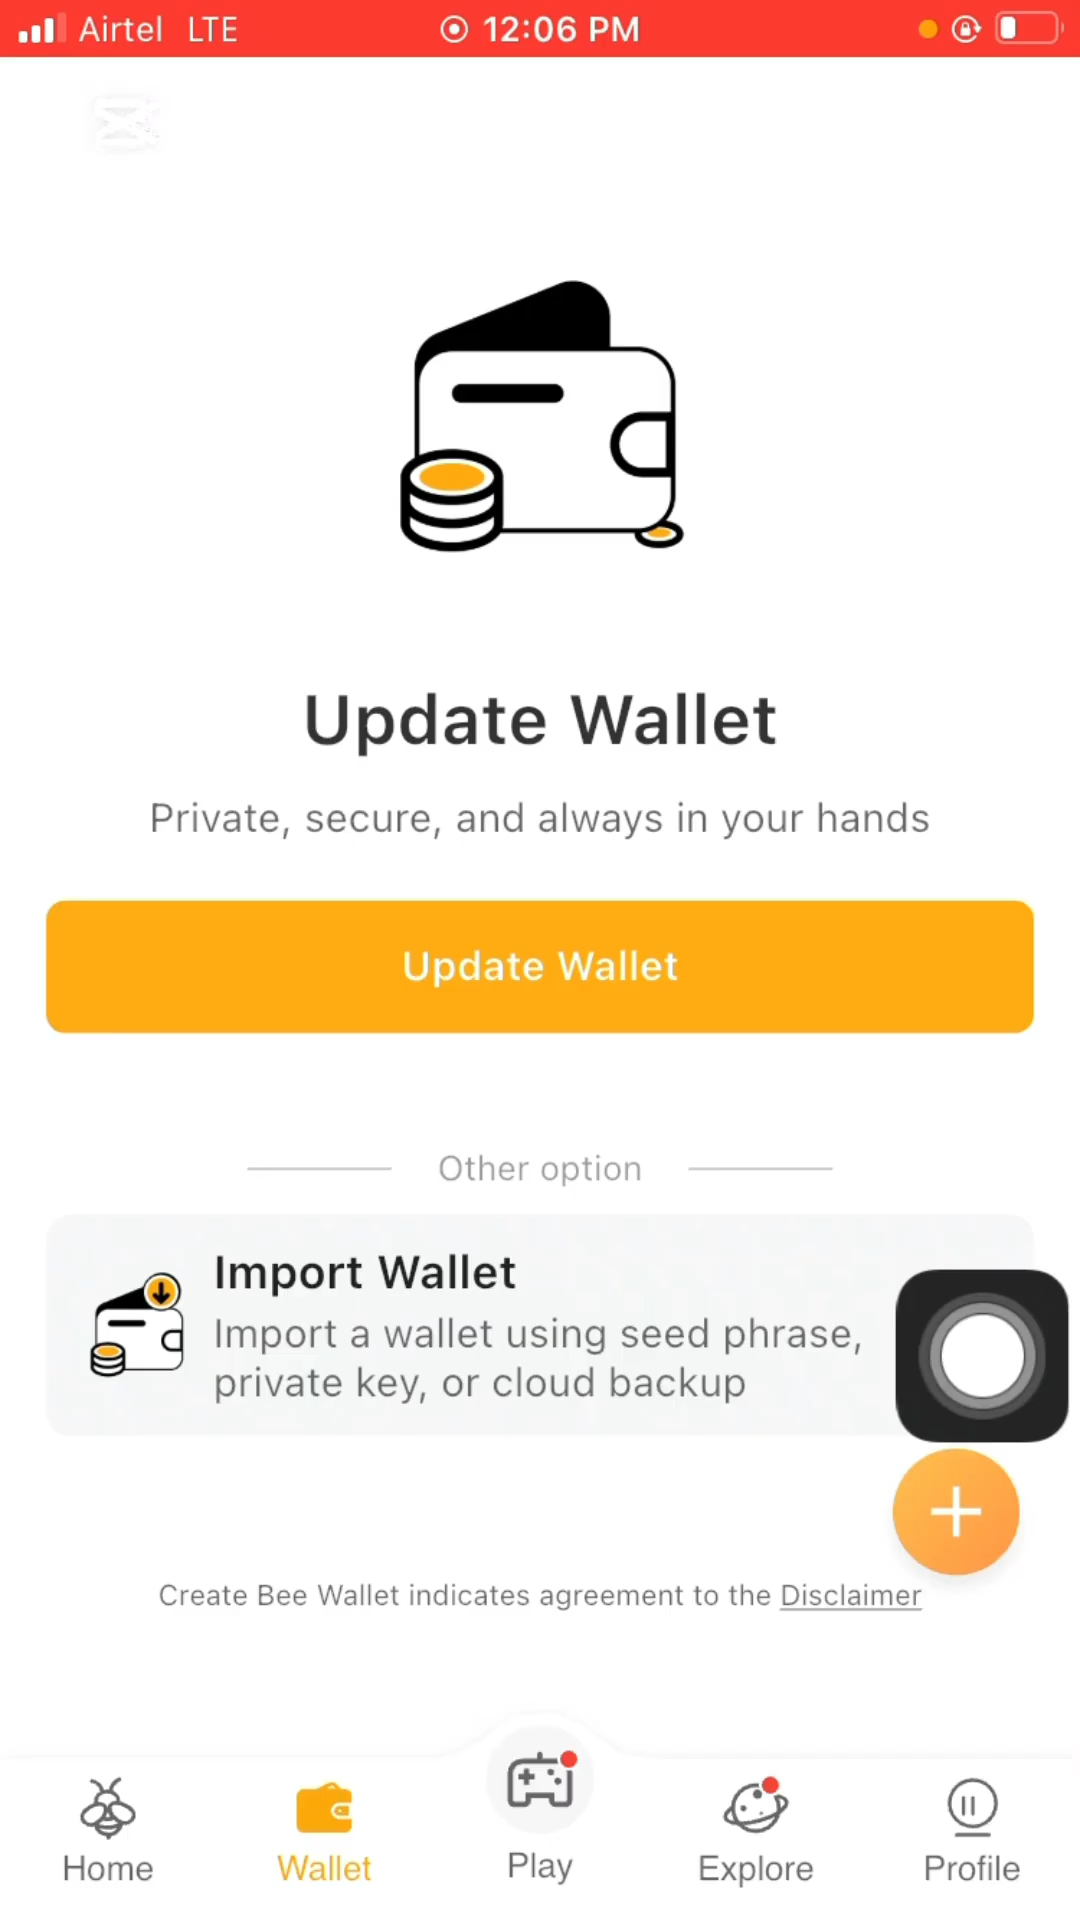 Airtel LTE 12:06 PM
Update Wallet
Private, secure, and always in your hands
Update Wallet
Other option
Import Wallet
Import a wallet using seed phrase,
private key, or cloud backup
Create Bee Wallet indicates agreement to the Disclaimer
Home Wallet Play Explore Profile